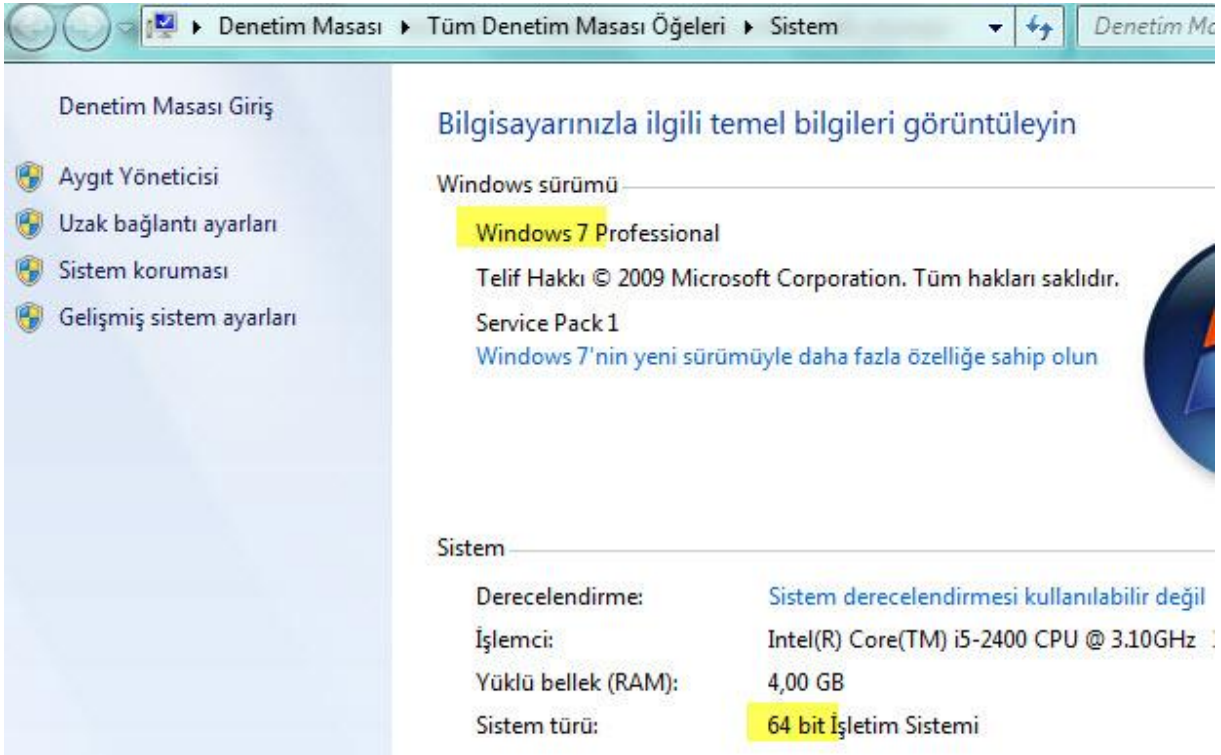 Denetim Masası ▸ Tüm Denetim Masası Öğeleri ▸ Sistem
Denetim
Denetim Masası Giriş
Aygıt Yöneticisi
Uzak bağlantı ayarları
Sistem koruması
Gelişmiş sistem ayarları
Bilgisayarınızla ilgili temel bilgileri görüntüleyin
Windows sürümü
Windows 7 Professional
Telif Hakkı © 2009 Microsoft Corporation. Tüm hakları saklıdır.
Service Pack 1
Windows 7'nin yeni sürümüyle daha fazla özelliğe sahip olun
Sistem
Derecelendirme: Sistem derecelendirmesi kullanılabilir değil
İşlemci: Intel(R) Core(TM) i5-2400 CPU @ 3.10GHz
Yüklü bellek (RAM): 4,00 GB
Sistem türü: 64 bit İşletim Sistemi